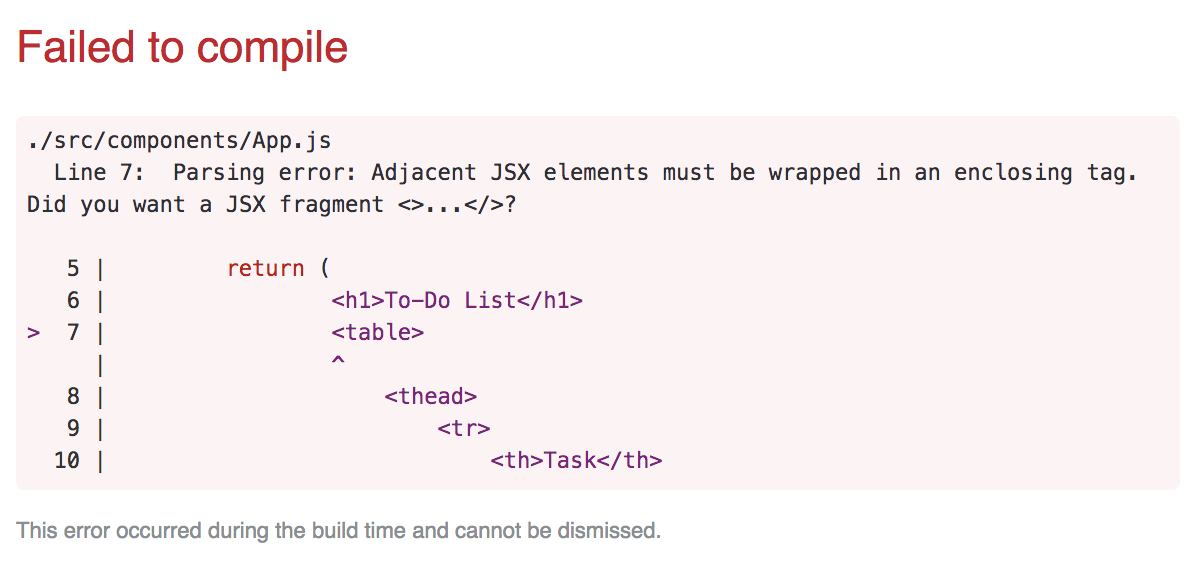 Failed to compile
./src/components/App.js
  Line 7:  Parsing error: Adjacent JSX elements must be wrapped in an enclosing tag.
Did you want a JSX fragment <>...</>?
   5 |         return (
   6 |                 <h1>To-Do List</h1>
>  7 |                 <table>
     |                 ^
   8 |                     <thead>
   9 |                         <tr>
  10 |                             <th>Task</th>
This error occurred during the build time and cannot be dismissed.